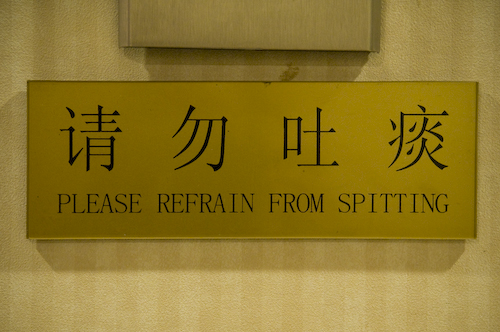 请勿吐痰
PLEASE REFRAIN FROM SPITTING